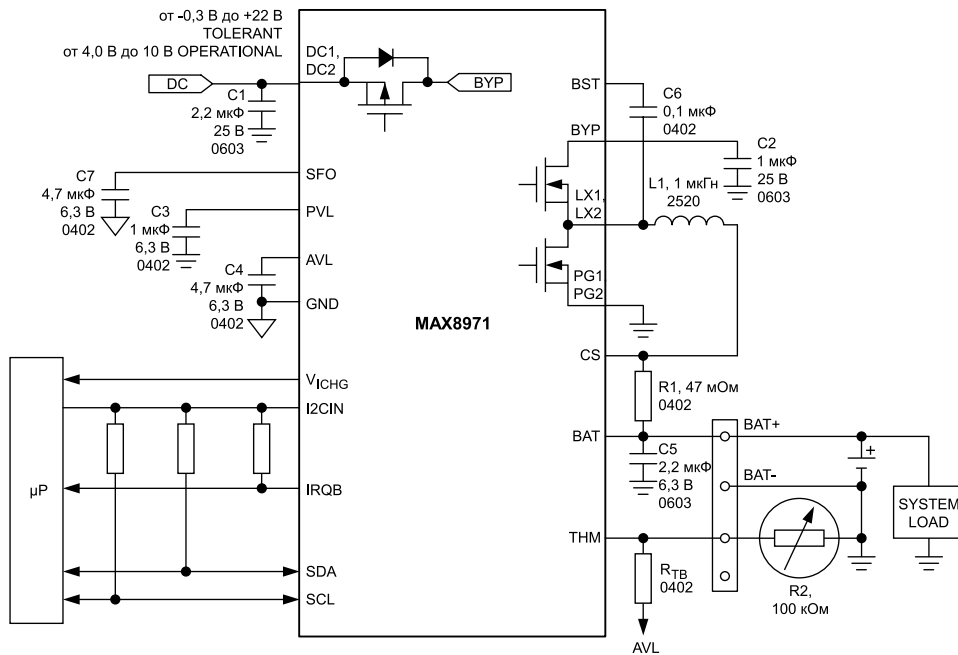 от -0,3 В до +22 В
TOLERANT
от 4,0 В до 10 В OPERATIONAL
DC
C1
2,2 мкФ
25 В
0603
DC1,
DC2
BYP
BST
C6
0,1 мкФ
0402
BYP
C2
1 мкФ
25 В
0603
L1, 1 мкГн
2520
LX1,
LX2
C7
4,7 мкФ
6,3 В
0402
SFO
C3
1 мкФ
6,3 В
0402
PVL
AVL
C4
4,7 мкФ
6,3 В
0402
GND
PG1,
PG2
MAX8971
CS
R1, 47 мОм
0402
VICHG
I2CIN
µP
IRQB
SDA
SCL
BAT
C5
2,2 мкФ
6,3 В
0603
BAT+
+
BAT-
SYSTEM
LOAD
THM
RTB
0402
AVL
R2,
100 кОм